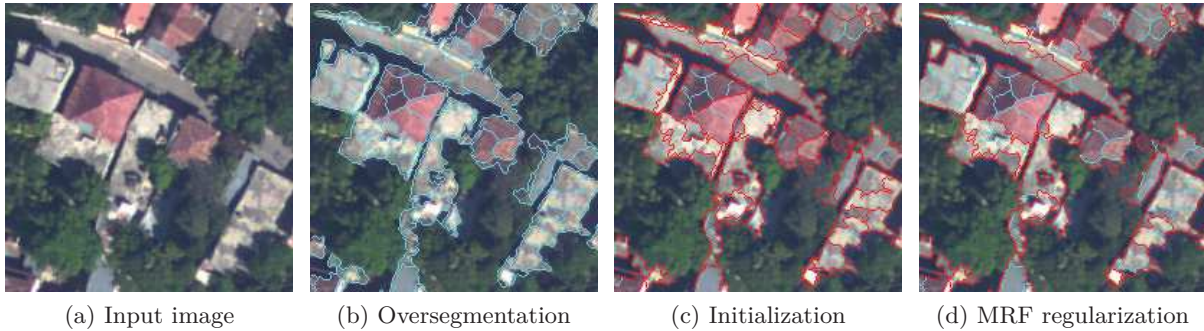 (a) Input image
(b) Oversegmentation
(c) Initialization
(d) MRF regularization